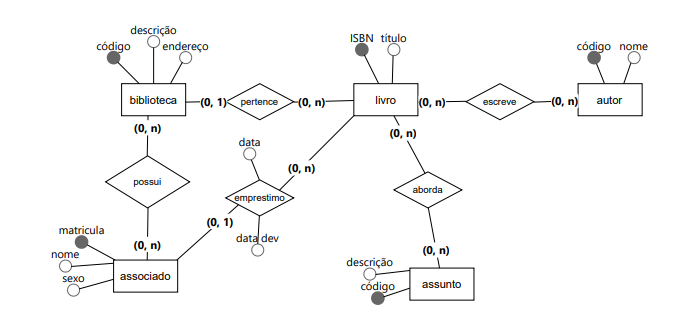 descrição
código
endereço
ISBN
título
código
nome
biblioteca
(0, 1)
pertence
(0, n)
livro
(0, n)
escreve
(0, n)
autor
(0, n)
(0, n)
data
(0, n)
possui
emprestimo
aborda
(0, 1)
matricula
data dev
(0, n)
(0, n)
nome
sexo
associado
descrição
código
assunto